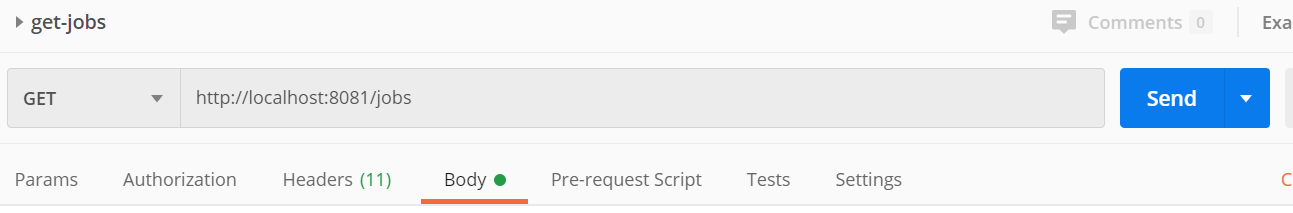 get-jobs
Comments 0
Exa
GET
http://localhost:8081/jobs
Send
Params Authorization Headers (11) Body Pre-request Script Tests Settings C